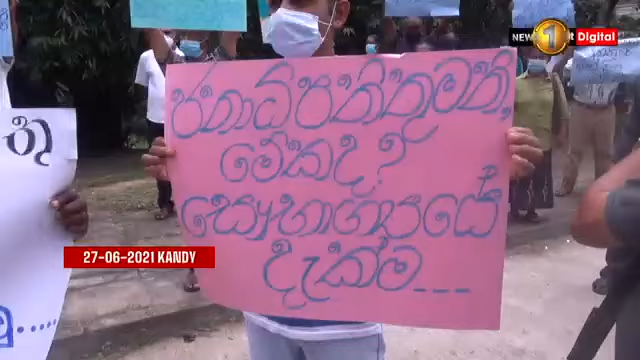 NEWS 1ST Digital
ජනාධිපතිතුමනි,
මේකද?
සෞභාග්‍යයේ
දැක්ම...
27-06-2021 KANDY